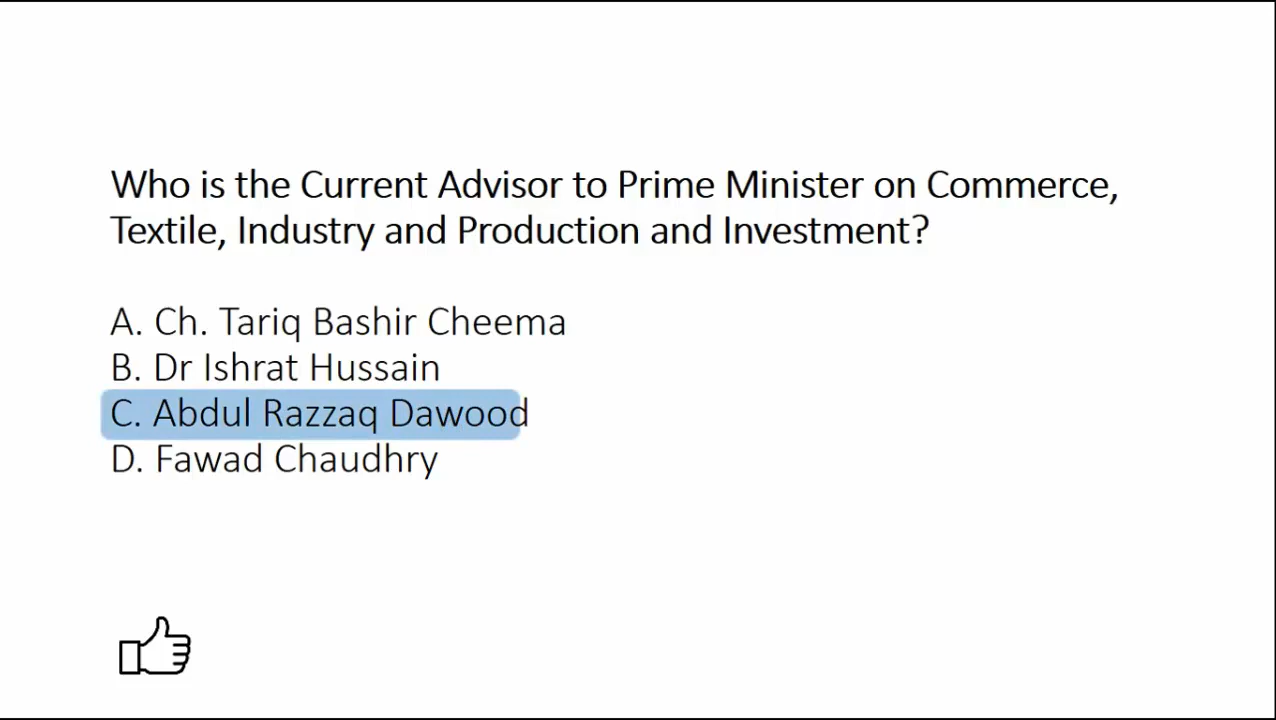 Who is the Current Advisor to Prime Minister on Commerce,
Textile, Industry and Production and Investment?
A. Ch. Tariq Bashir Cheema
B. Dr Ishrat Hussain
C. Abdul Razzaq Dawood
D. Fawad Chaudhry